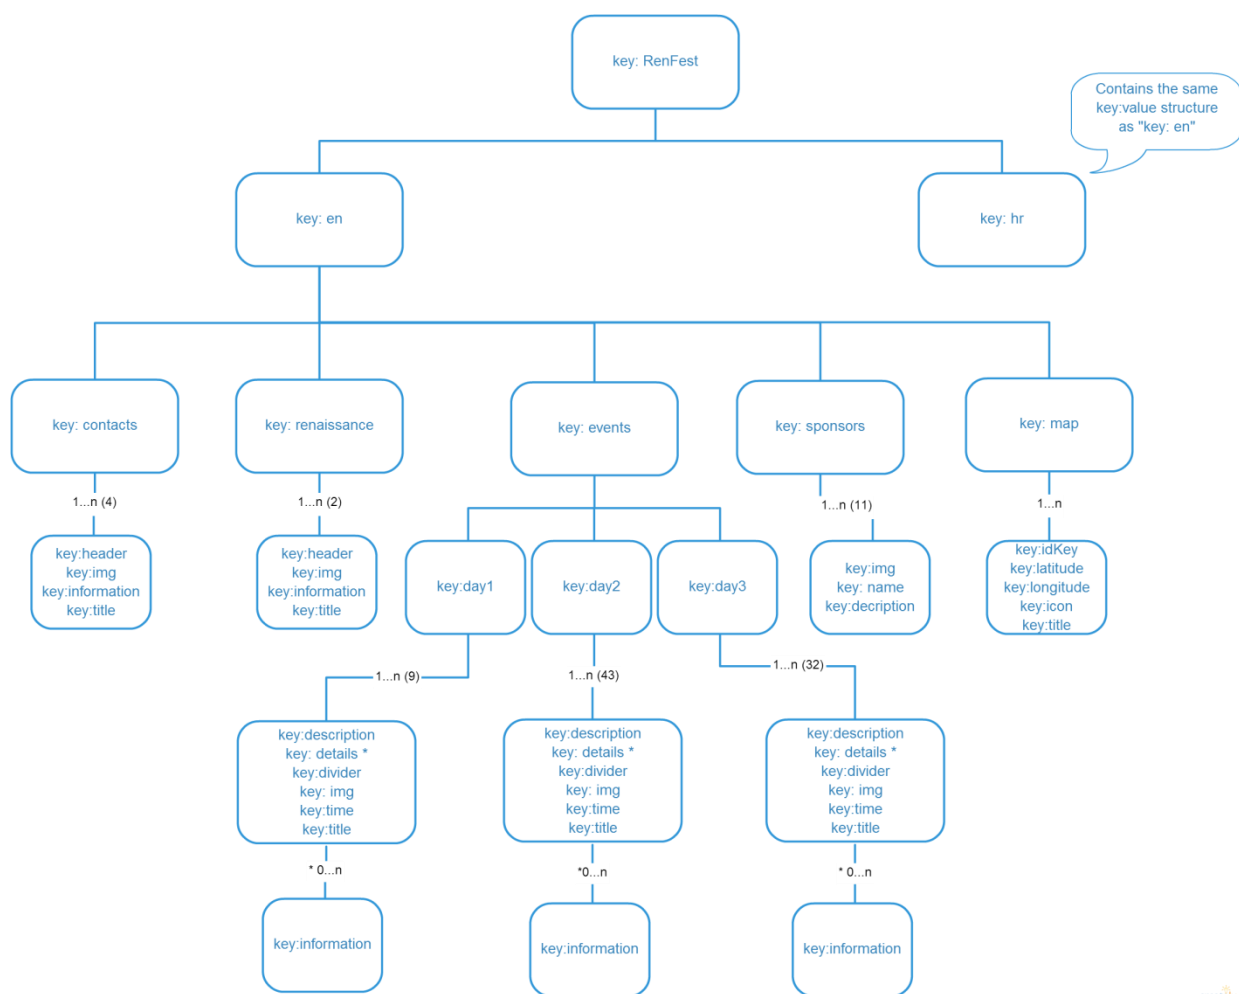 key: RenFest
Contains the same
key:value structure
as "key: en"
key: en
key: hr
key: contacts
key: renaissance
key: events
key: sponsors
key: map
1...n (4)
1...n (2)
1...n (11)
1...n
key:header
key:img
key:information
key:title
key:header
key:img
key:information
key:title
key:day1
key:day2
key:day3
key:img
key: name
key:decription
key:idKey
key:latitude
key:longitude
key:icon
key:title
1...n (9)
1...n (43)
1...n (32)
key:description
key: details *
key:divider
key: img
key:time
key:title
key:description
key: details *
key:divider
key: img
key:time
key:title
key:description
key: details *
key:divider
key: img
key:time
key:title
* 0...n
*0...n
* 0...n
key:information
key:information
key:information